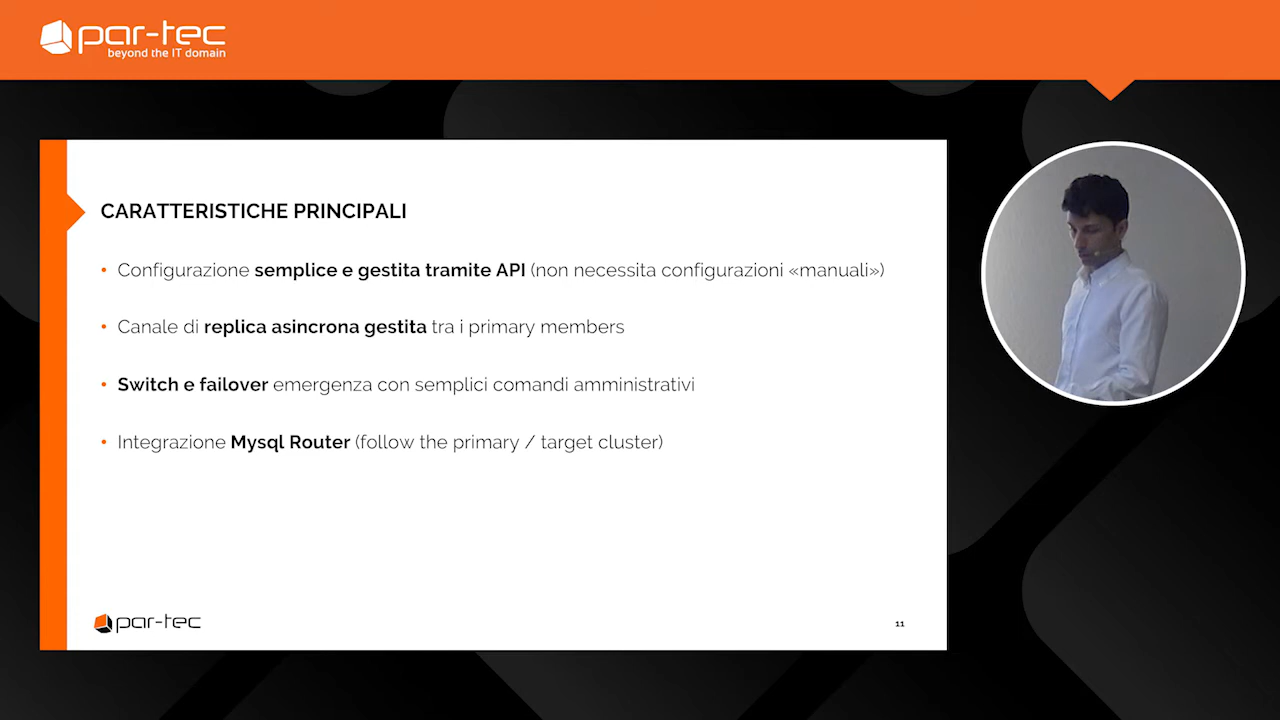 par-tec
beyond the IT domain
CARATTERISTICHE PRINCIPALI
• Configurazione semplice e gestita tramite API (non necessita configurazioni «manuali»)
• Canale di replica asincrona gestita tra i primary members
• Switch e failover emergenza con semplici comandi amministrativi
• Integrazione Mysql Router (follow the primary / target cluster)
par-tec
11